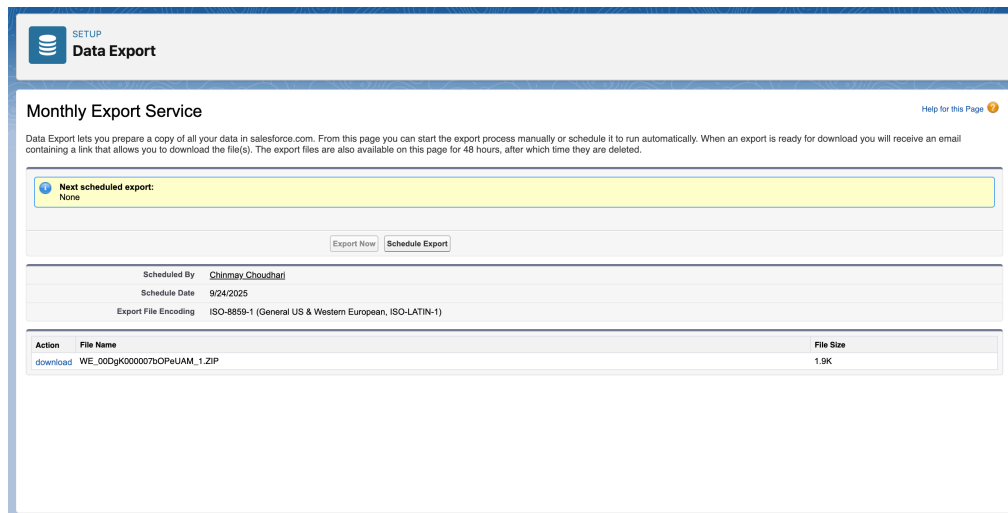 SETUP
Data Export
Monthly Export Service
Help for this Page ?
Data Export lets you prepare a copy of all your data in salesforce.com. From this page you can start the export process manually or schedule it to run automatically. When an export is ready for download you will receive an email
containing a link that allows you to download the file(s). The export files are also available on this page for 48 hours, after which time they are deleted.
i Next scheduled export:
None
Export Now Schedule Export
Scheduled By Chinmay Choudhari
Schedule Date 9/24/2025
Export File Encoding ISO-8859-1 (General US & Western European, ISO-LATIN-1)
Action File Name File Size
download WE_00DgK000007bOPeUAM_1.ZIP 1.9K